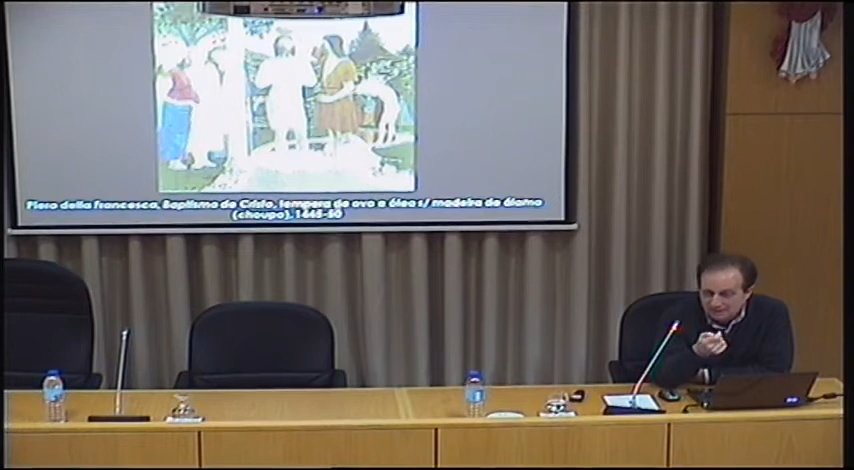 Piero della Francesca, Baptismo de Cristo, tempera de ovo e óleo s/ madeira de álamo
(choupo), 1448-50